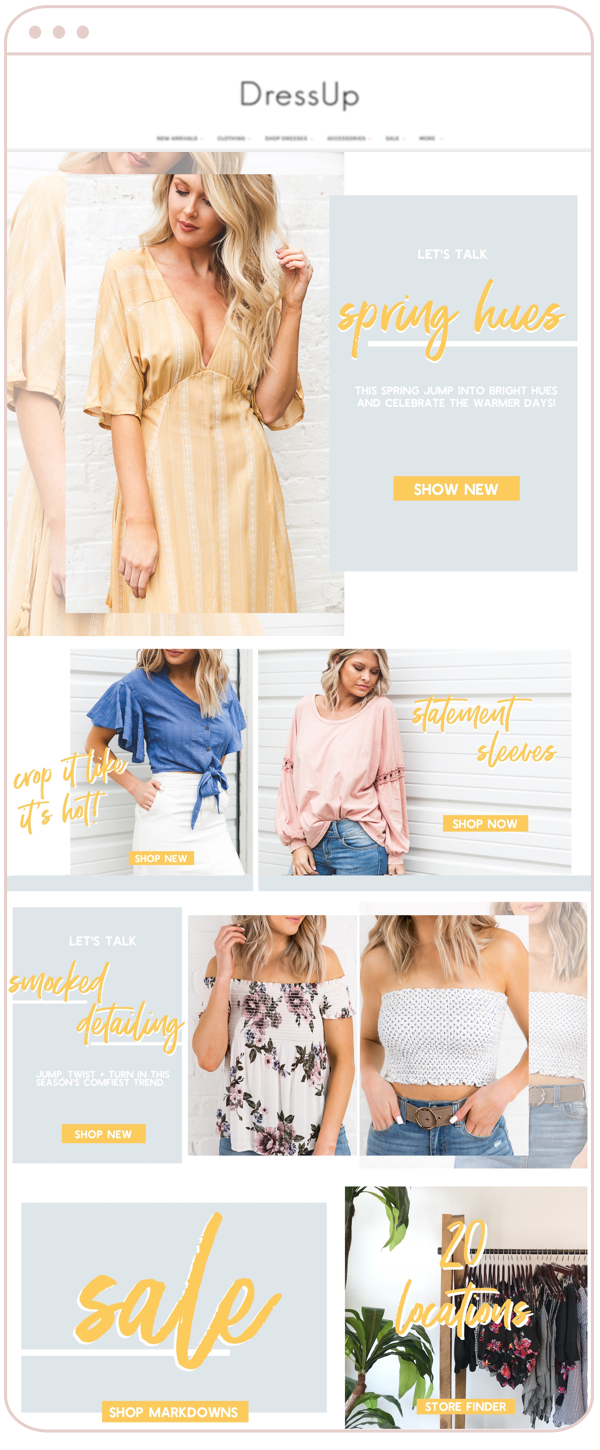 DressUp
NEW ARRIVALS CLOTHING SHOP DRESSES ACCESSORIES SALE MORE
LET'S TALK
spring hues
THIS SPRING JUMP INTO BRIGHT HUES
AND CELEBRATE THE WARMER DAYS!
SHOW NEW
crop it like
it's hot!
SHOP NEW
statement
sleeves
SHOP NOW
LET'S TALK
smocked
detailing
JUMP, TWIST + TURN IN THIS
SEASON'S COMFIEST TREND.
SHOP NEW
sale
SHOP MARKDOWNS
20
locations
STORE FINDER